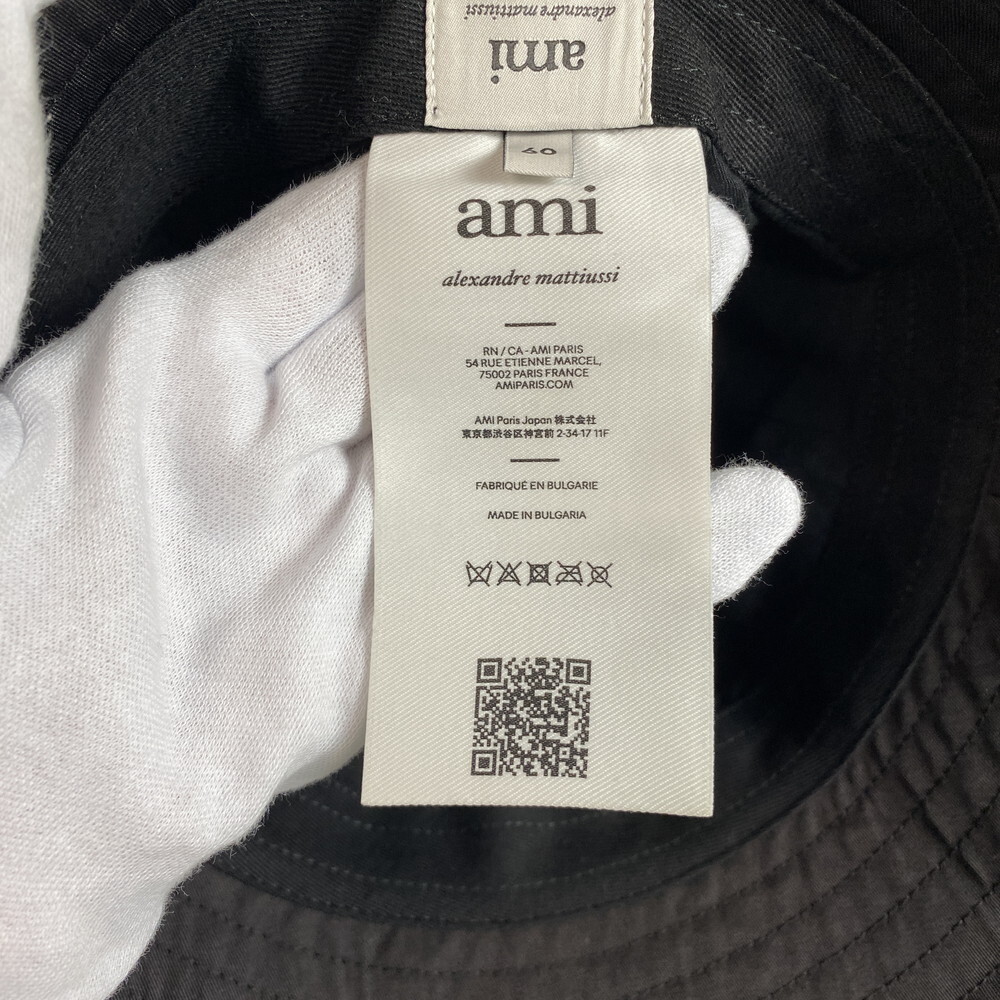 alexandre mattiussi
ami
60
ami
alexandre mattiussi
RN / CA - AMI PARIS
54 RUE ETIENNE MARCEL,
75002 PARIS FRANCE
AMIPARIS.COM
AMI Paris Japan 株式会社
東京都渋谷区神宮前 2-34-17 11F
FABRIQUÉ EN BULGARIE
MADE IN BULGARIA